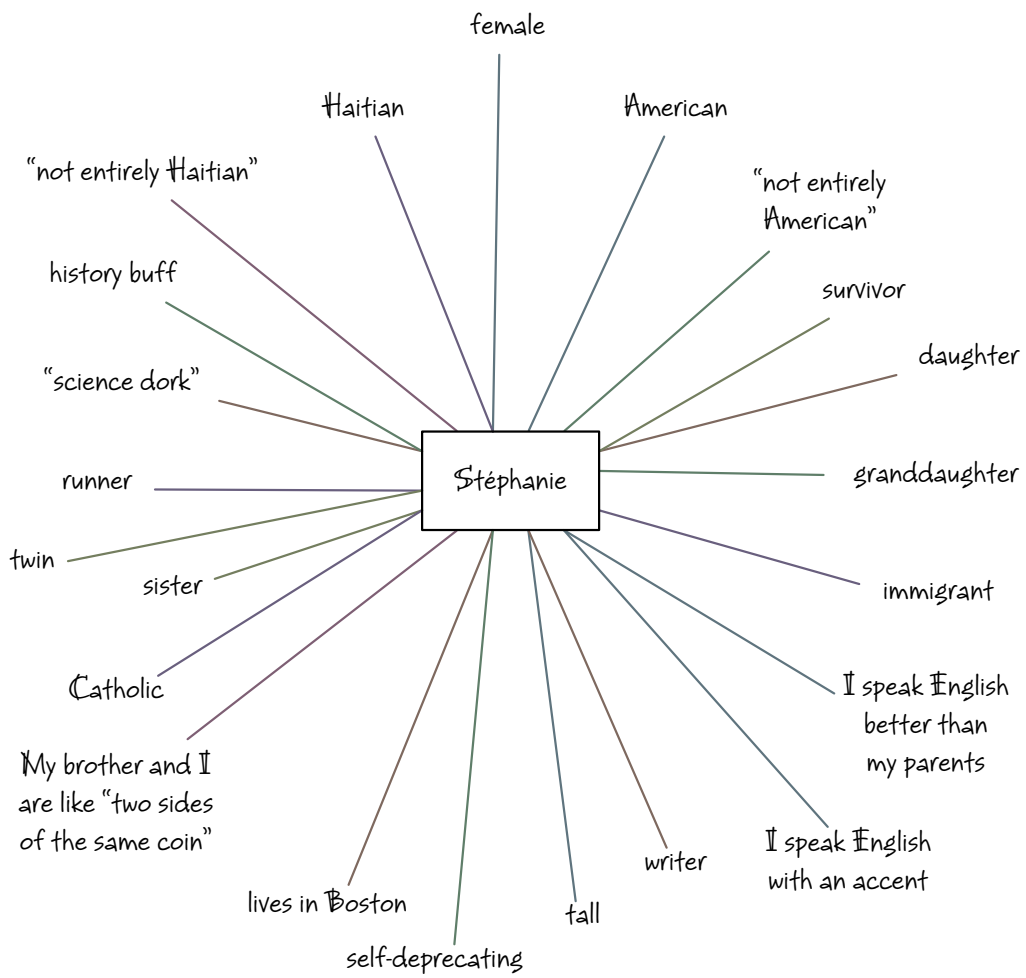 female
Haitian
American
“not entirely Haitian”
“not entirely
American”
history buff
survivor
daughter
“science dork”
runner
Stéphanie
granddaughter
twin
sister
immigrant
Catholic
I speak English
better than
my parents
My brother and I
are like “two sides
of the same coin”
I speak English
with an accent
writer
lives in Boston
tall
self-deprecating